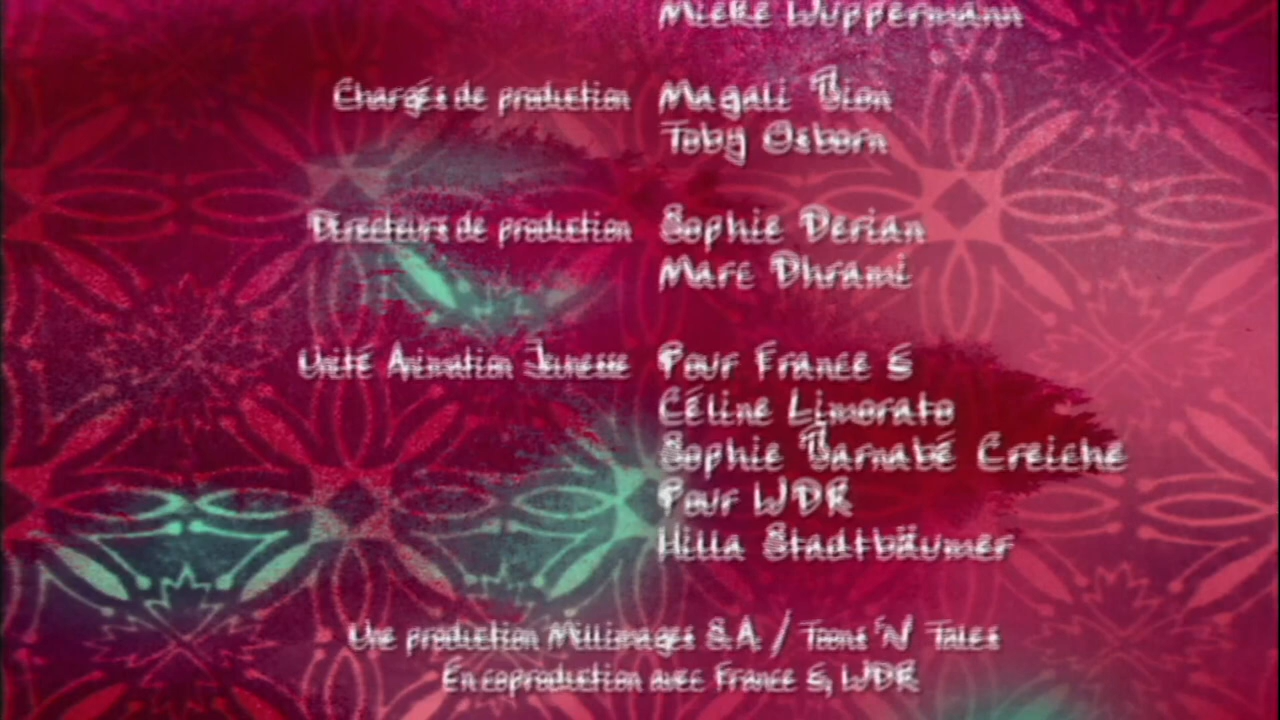 Mieke Wuppermann
Chargés de production Magali Bion
Toby Osborn
Directeurs de production Sophie Derian
Marc Dhrami
Unité Animation Jeunesse Pour France 5
Céline Limorato
Sophie Barnabé Creiche
Pour WDR
Hilla Stadtbäumer
Une production Millimages S.A. / Toons 'N' Tales
En coproduction avec France 5, WDR